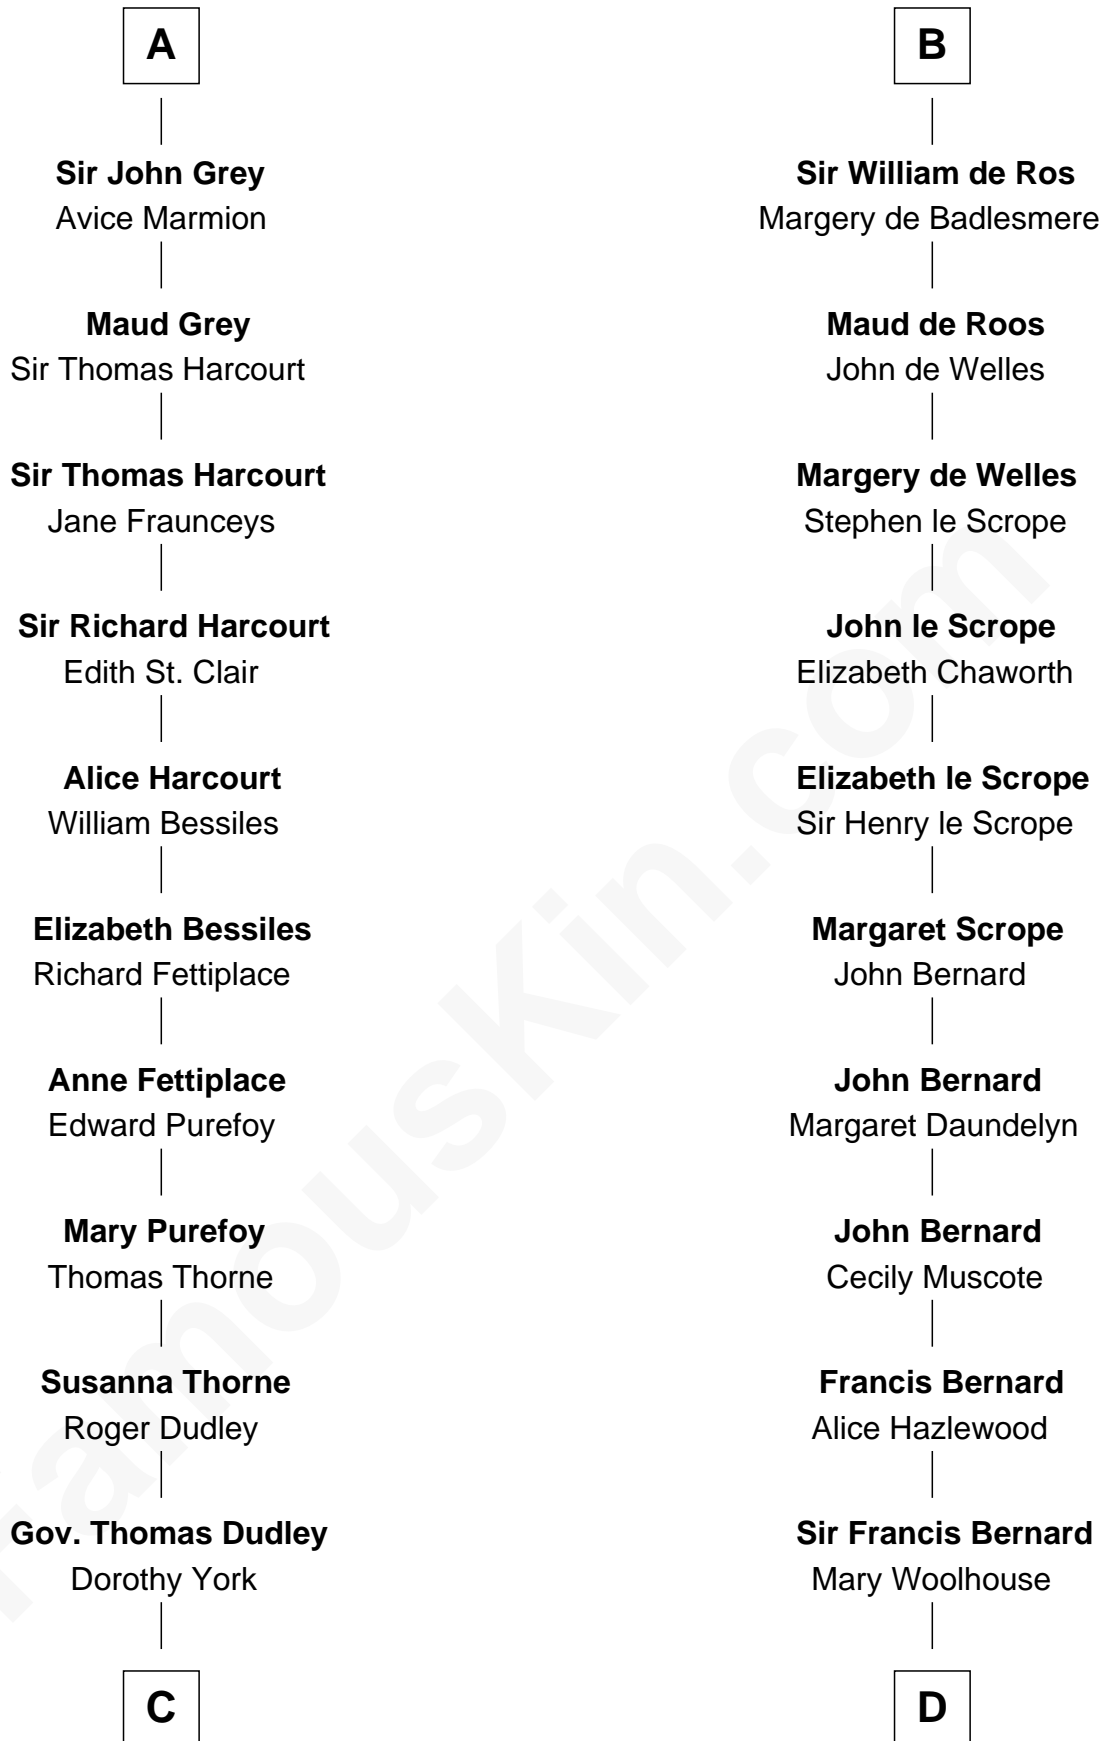 A
Sir John Grey
Avice Marmion
Maud Grey
Sir Thomas Harcourt
Sir Thomas Harcourt
Jane Fraunceys
Sir Richard Harcourt
Edith St. Clair
Alice Harcourt
William Bessiles
Elizabeth Bessiles
Richard Fettiplace
Anne Fettiplace
Edward Purefoy
Mary Purefoy
Thomas Thorne
Susanna Thorne
Roger Dudley
Gov. Thomas Dudley
Dorothy York
C
B
Sir William de Ros
Margery de Badlesmere
Maud de Roos
John de Welles
Margery de Welles
Stephen le Scrope
John le Scrope
Elizabeth Chaworth
Elizabeth le Scrope
Sir Henry le Scrope
Margaret Scrope
John Bernard
John Bernard
Margaret Daundelyn
John Bernard
Cecily Muscote
Francis Bernard
Alice Hazlewood
Sir Francis Bernard
Mary Woolhouse
D
FamousKin.com